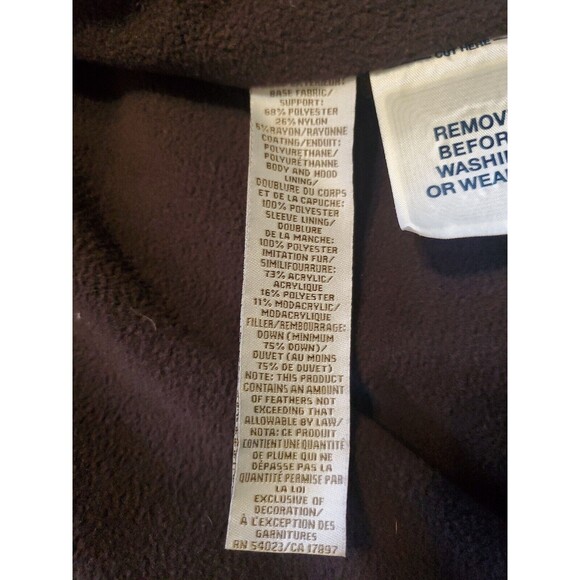 BASE FABRIC/
SUPPORT:
68% POLYESTER
26% NYLON
6% RAYON/RAYONNE
COATING/ENDUIT:
POLYURETHANE/
POLYURÉTHANNE
BODY AND HOOD
LINING/
DOUBLURE DU CORPS
ET DE LA CAPUCHE:
100% POLYESTER
SLEEVE LINING/
DOUBLURE
DE LA MANCHE:
100% POLYESTER
IMITATION FUR/
SIMILIFOURRURE:
73% ACRYLIC/
ACRYLIQUE
16% POLYESTER
11% MODACRYLIC/
MODACRYLIQUE
FILLER/REMBOURRAGE:
DOWN (MINIMUM
75% DOWN)/
DUVET (AU MOINS
75% DE DUVET)
NOTE: THIS PRODUCT
CONTAINS AN AMOUNT
OF FEATHERS NOT
EXCEEDING THAT
ALLOWABLE BY LAW/
NOTA: CE PRODUIT
CONTIENT UNE QUANTITÉ
DE PLUME QUI NE
DÉPASSE PAS LA
QUANTITÉ PERMISE PAR
LA LOI
EXCLUSIVE OF
DECORATION/
À L'EXCEPTION DES
GARNITURES
RN 54023/CA 17897
CUT HERE
REMOV
BEFOR
WASHI
OR WEA